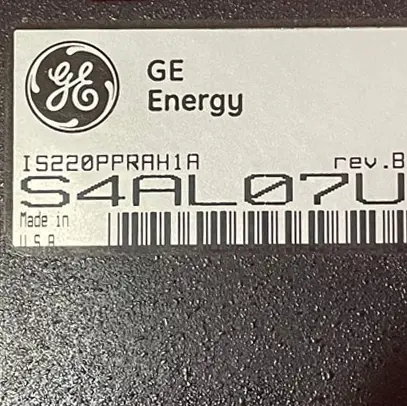 GE
GE
Energy
IS220PPRAH1A rev.B
S4AL07U
Made in
U.S.A